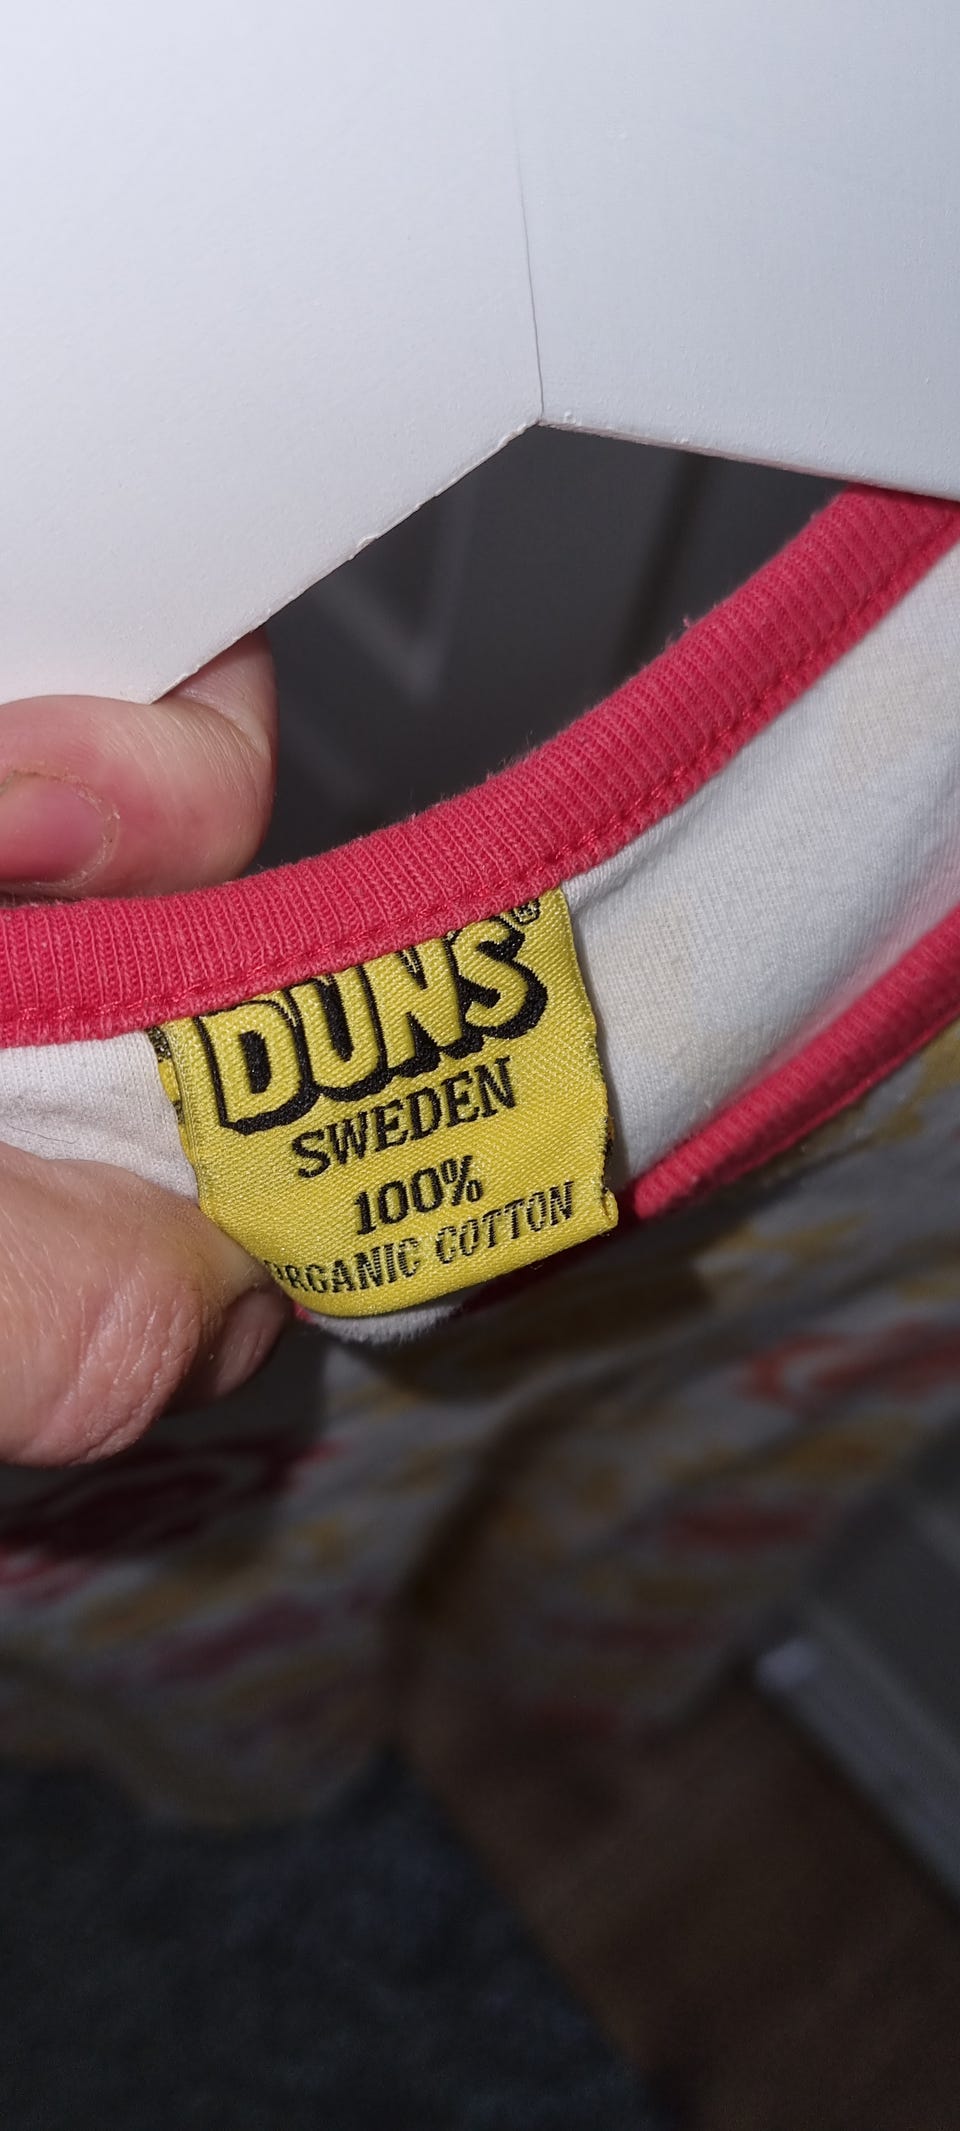 DUNS®
SWEDEN
100%
ORGANIC COTTON